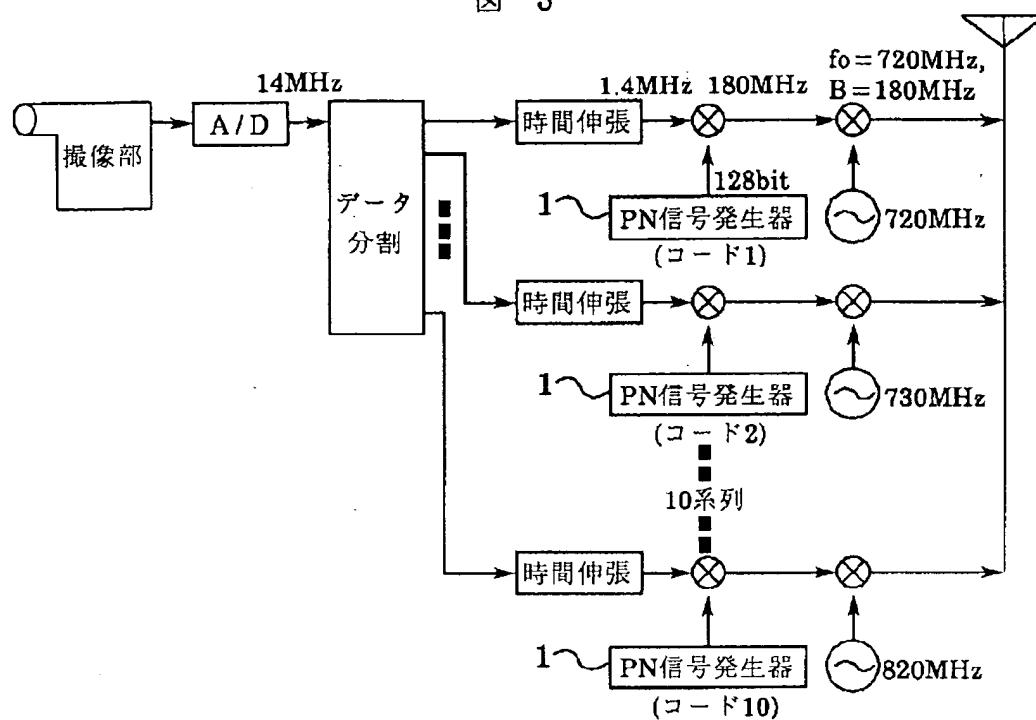 図 3
fo=720MHz,
B=180MHz
14MHz
1.4MHz 180MHz
A/D
撮像部
データ
分割
時間伸張
128bit
1
PN信号発生器
(コード1)
720MHz
時間伸張
1
PN信号発生器
(コード2)
730MHz
10系列
時間伸張
1
PN信号発生器
(コード10)
820MHz